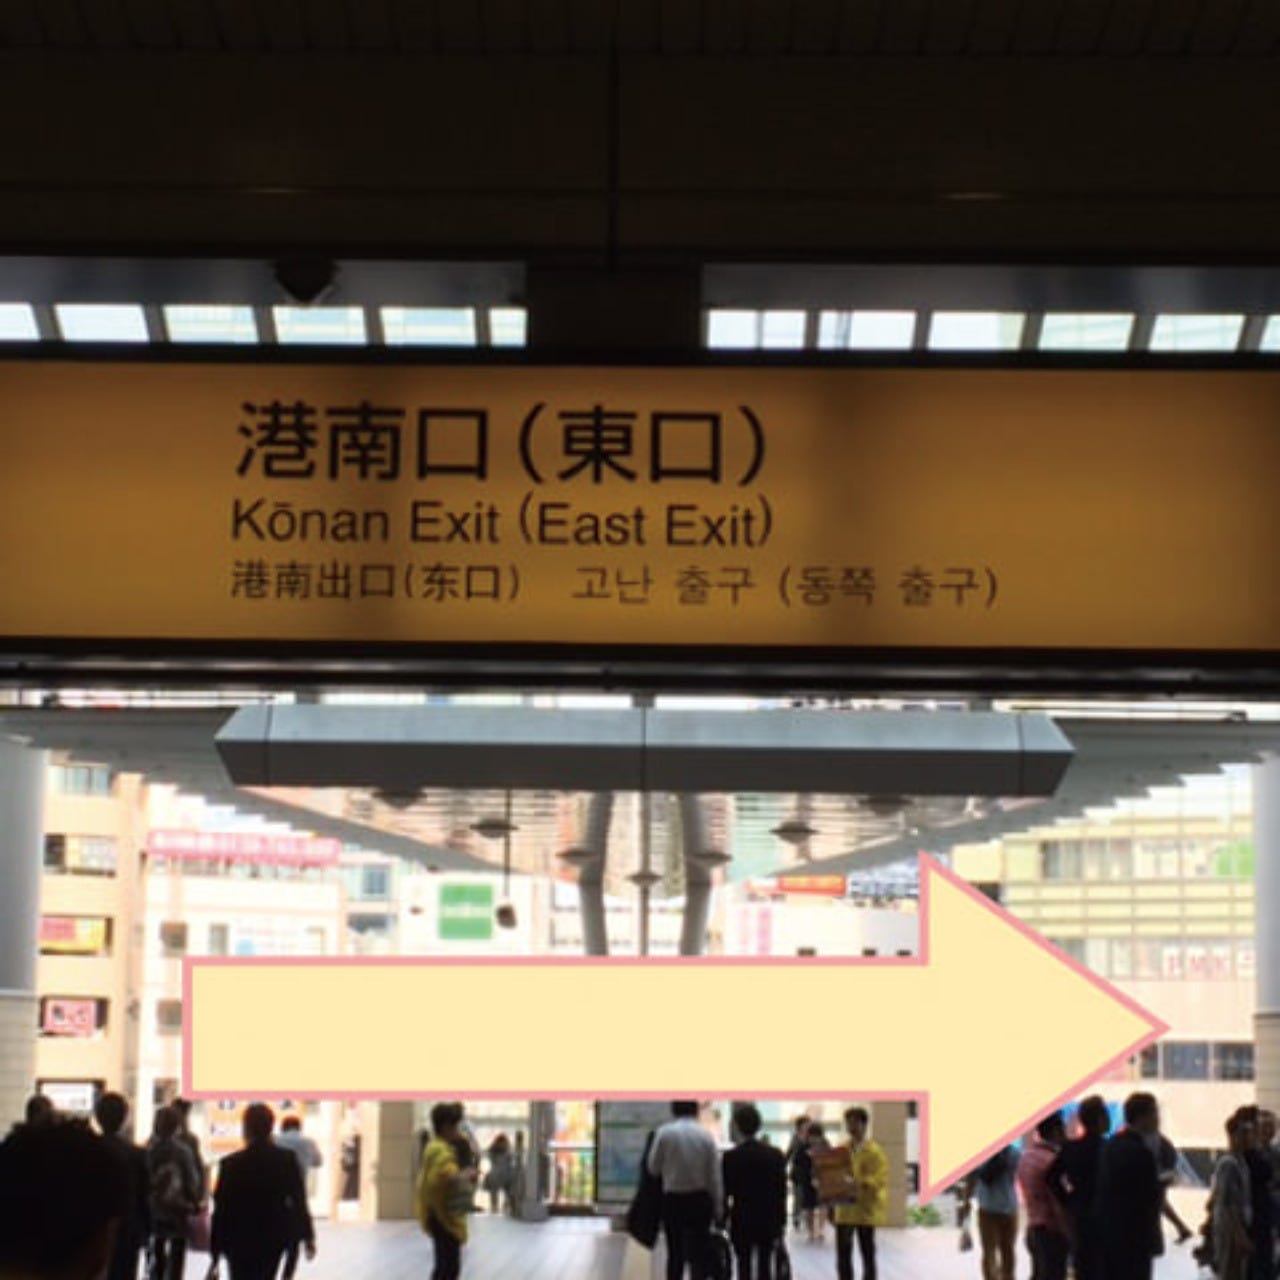 港南口(東口)
Kōnan Exit (East Exit)
港南出口(东口) 고난 출구 (동쪽 출구)